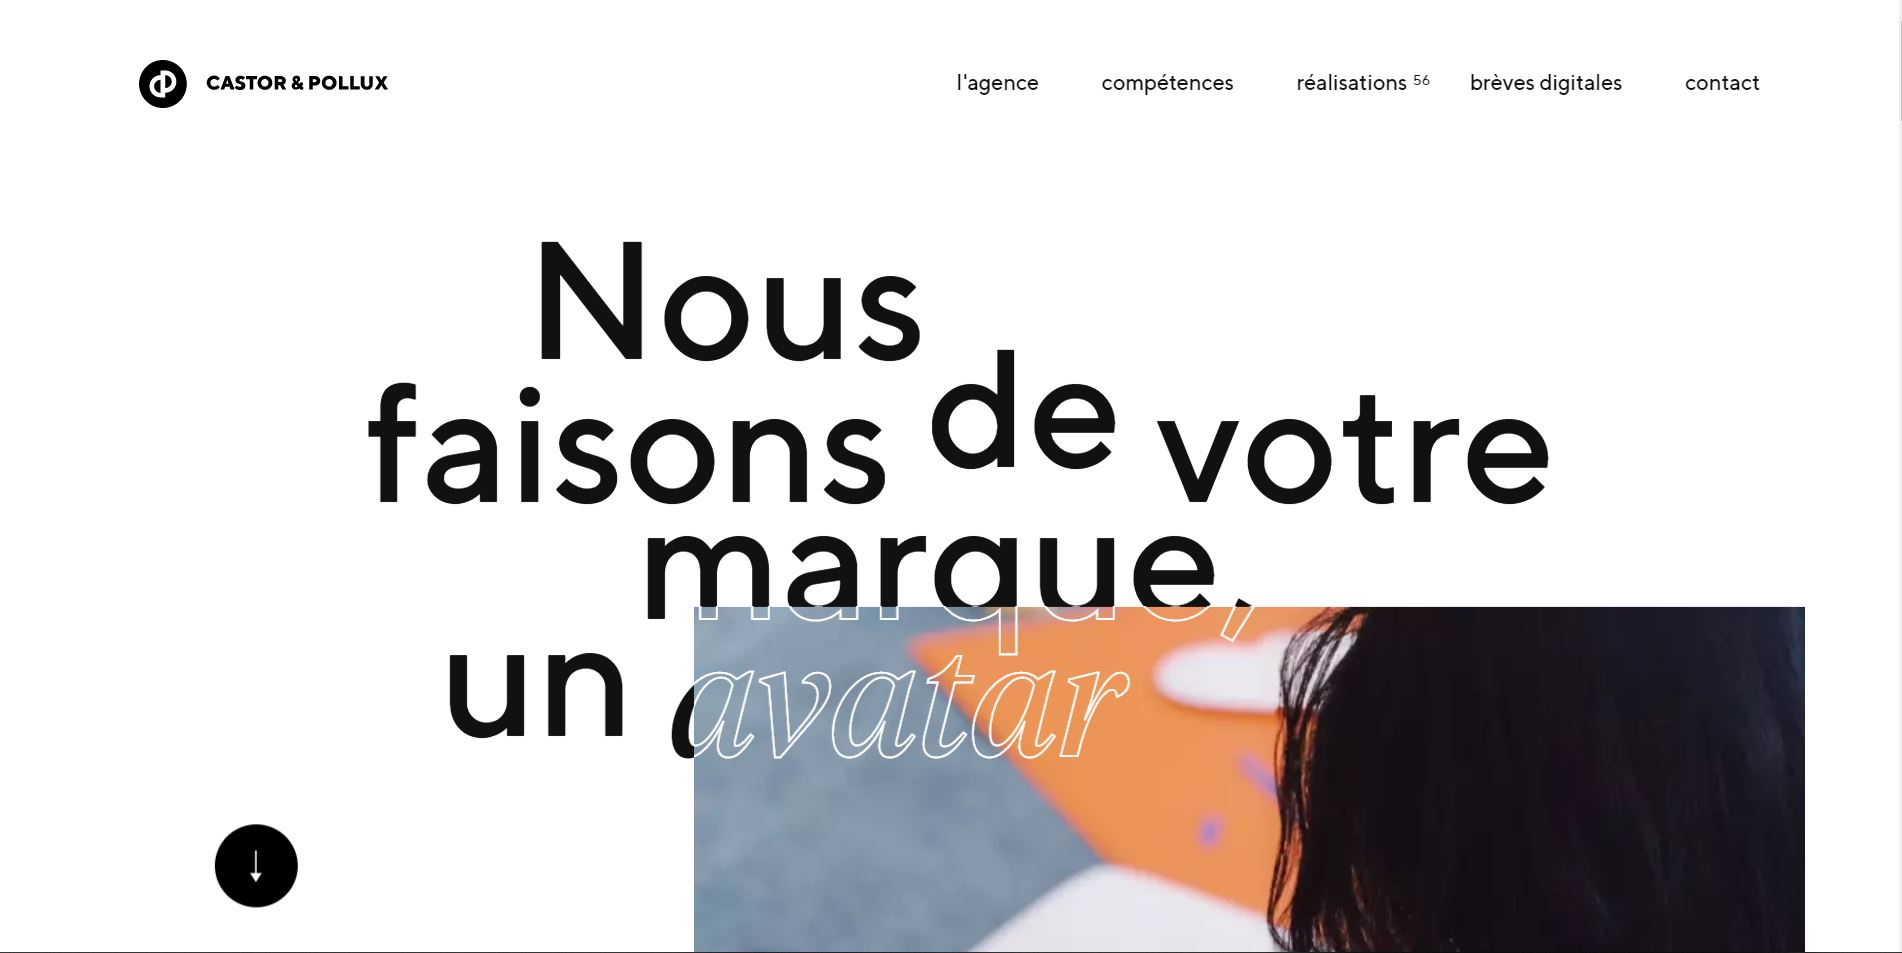 CASTOR & POLLUX
l'agence compétences réalisations 56 brèves digitales contact
Nous
faisons de votre
marque,
un avatar